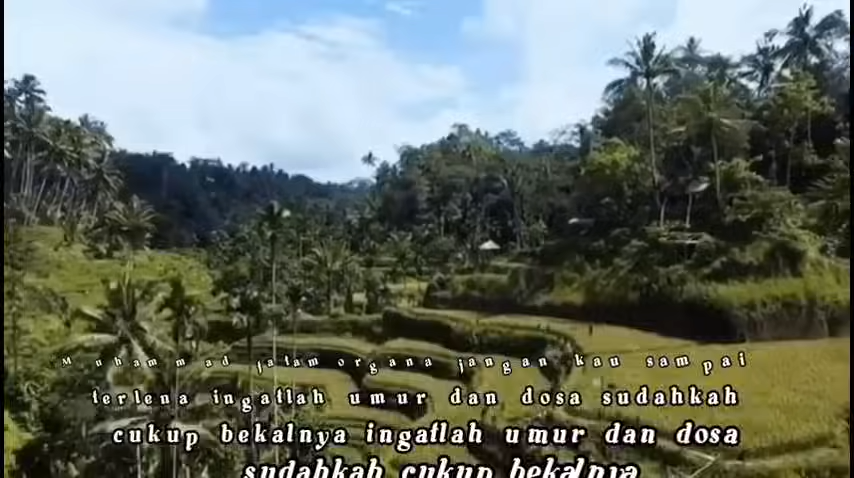 Muhammad jatam organa jangan kau sampai
terlena ingatlah umur dan dosa sudahkah
cukup bekalnya ingatlah umur dan dosa
sudahkah cukup bekalnya